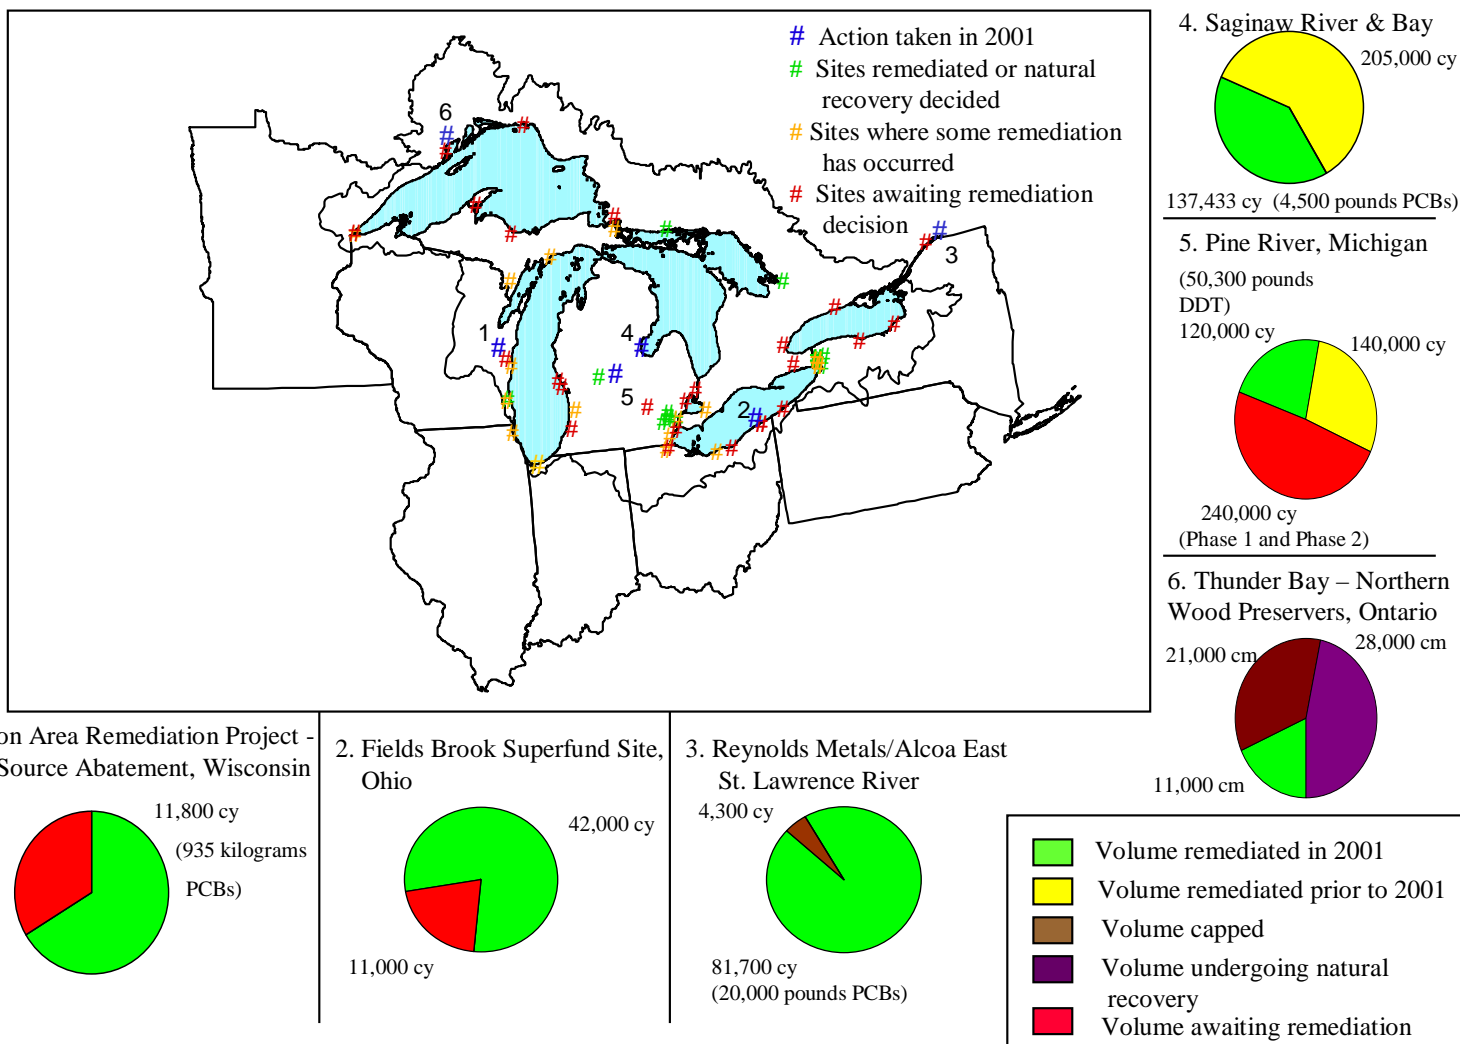 # Action taken in 2001
# Sites remediated or natural
recovery decided
# Sites where some remediation
has occurred
# Sites awaiting remediation
decision
6
3
1
4
5
2
4. Saginaw River & Bay
205,000 cy
137,433 cy (4,500 pounds PCBs)
5. Pine River, Michigan
(50,300 pounds
DDT)
120,000 cy
140,000 cy
240,000 cy
(Phase 1 and Phase 2)
6. Thunder Bay – Northern
Wood Preservers, Ontario
28,000 cm
21,000 cm
11,000 cm
on Area Remediation Project -
Source Abatement, Wisconsin
11,800 cy
(935 kilograms
PCBs)
2. Fields Brook Superfund Site,
Ohio
42,000 cy
11,000 cy
3. Reynolds Metals/Alcoa East
St. Lawrence River
4,300 cy
81,700 cy
(20,000 pounds PCBs)
Volume remediated in 2001
Volume remediated prior to 2001
Volume capped
Volume undergoing natural
recovery
Volume awaiting remediation